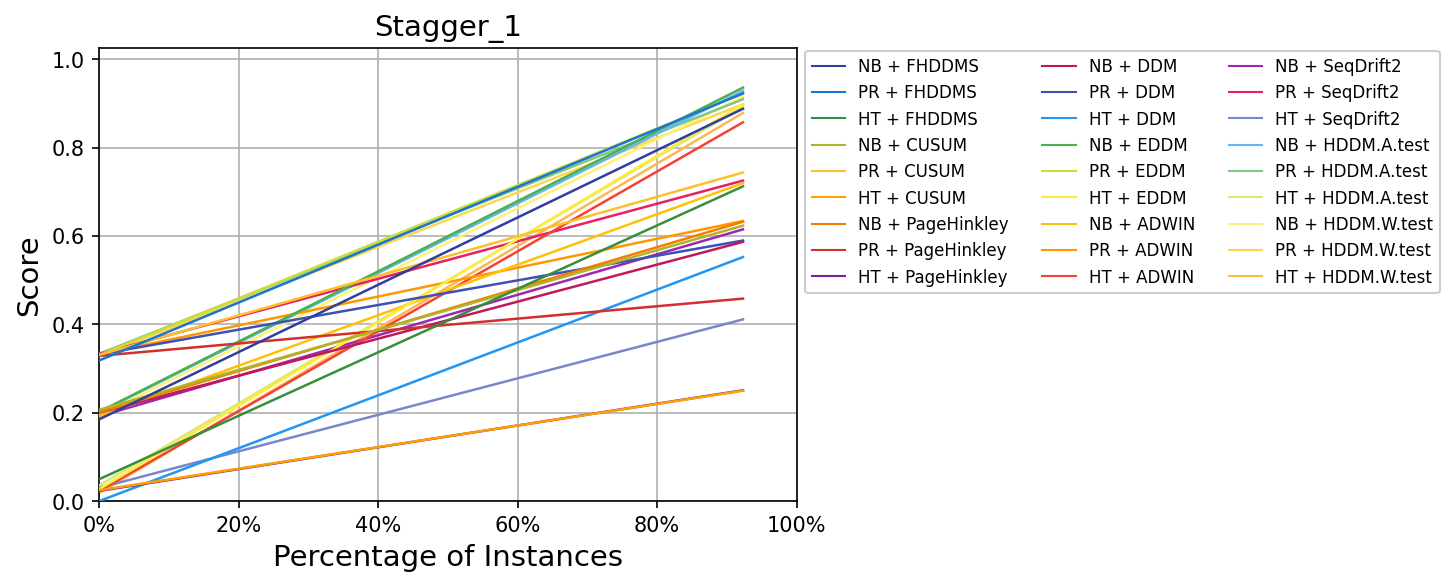 Stagger_1
Score
1.0
0.8
0.6
0.4
0.2
0.0
0%
20%
40%
60%
80%
100%
Percentage of Instances
NB + FHDDMS
PR + FHDDMS
HT + FHDDMS
NB + CUSUM
PR + CUSUM
HT + CUSUM
NB + PageHinkley
PR + PageHinkley
HT + PageHinkley
NB + DDM
PR + DDM
HT + DDM
NB + EDDM
PR + EDDM
HT + EDDM
NB + ADWIN
PR + ADWIN
HT + ADWIN
NB + SeqDrift2
PR + SeqDrift2
HT + SeqDrift2
NB + HDDM.A.test
PR + HDDM.A.test
HT + HDDM.A.test
NB + HDDM.W.test
PR + HDDM.W.test
HT + HDDM.W.test